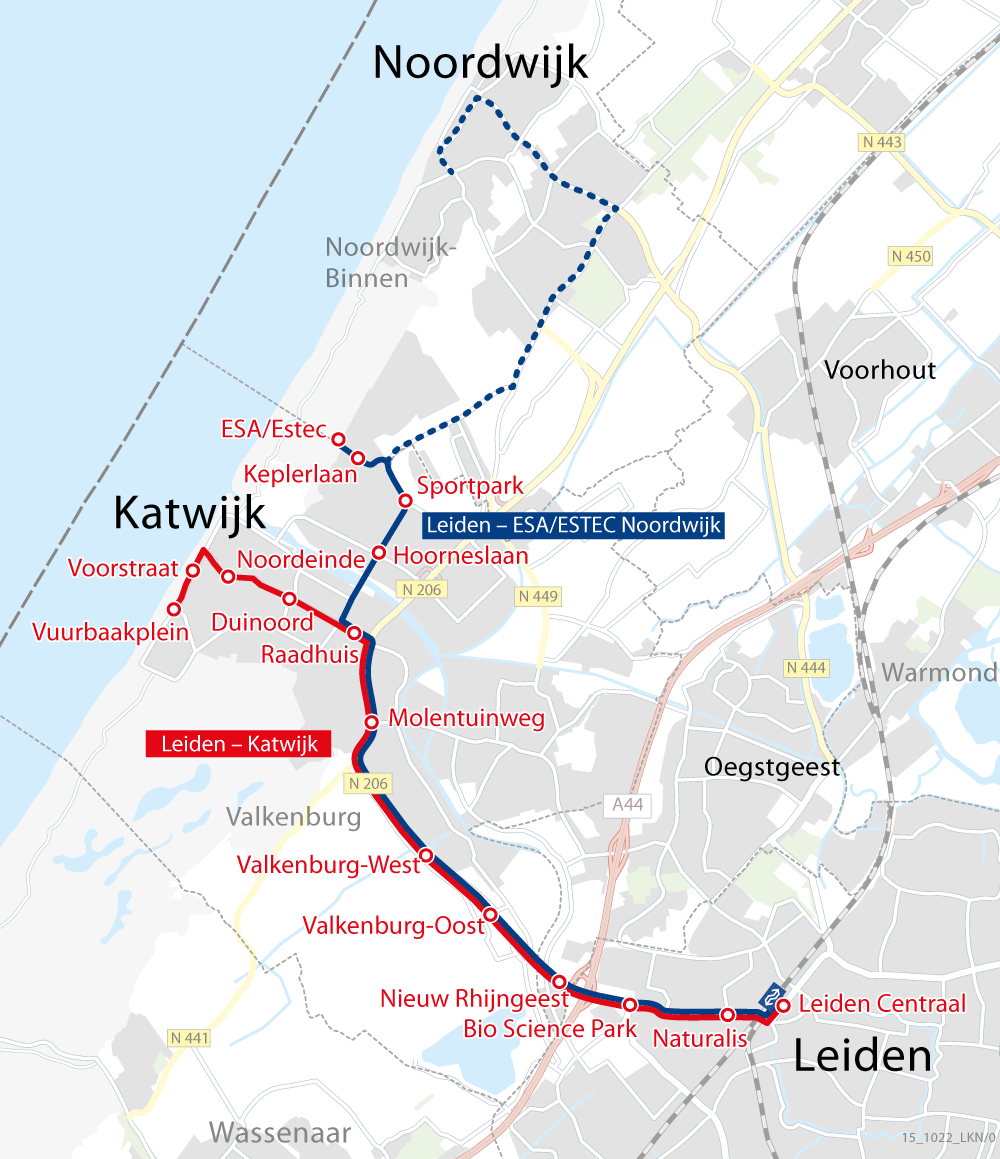 Noordwijk
N 443
Noordwijk-
Binnen
N 450
Voorhout
ESA/Estec
Keplerlaan
Sportpark
Katwijk
Leiden – ESA/ESTEC Noordwijk
Hoorneslaan
Noordeinde
Voorstraat
N 206
N 449
Duinoord
Vuurbaakplein
Raadhuis
N 444
Warmond
Molentuinweg
Leiden – Katwijk
Oegstgeest
N 206
A44
Valkenburg
Valkenburg-West
Valkenburg-Oost
Nieuw Rhijngeest
Leiden Centraal
Bio Science Park
Naturalis
N 441
Leiden
Wassenaar
15_1022_LKN/0